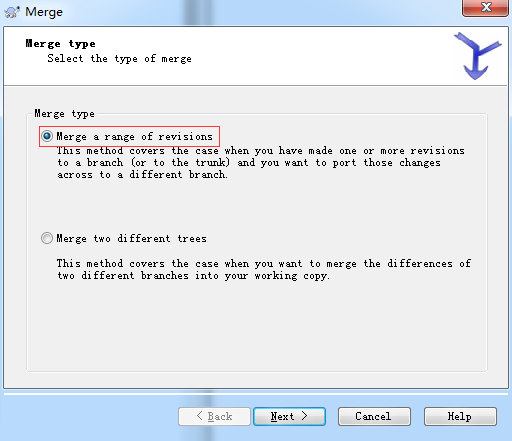 Merge
Merge type
Select the type of merge
Merge type
Merge a range of revisions
This method covers the case when you have made one or more revisions
to a branch (or to the trunk) and you want to port those changes
across to a different branch.
Merge two different trees
This method covers the case when you want to merge the differences of
two different branches into your working copy.
< Back
Next >
Cancel
Help